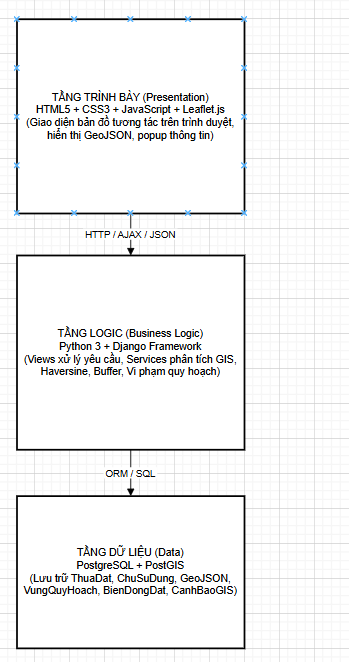 TẦNG TRÌNH BÀY (Presentation)
HTML5 + CSS3 + JavaScript + Leaflet.js
(Giao diện bản đồ tương tác trên trình duyệt,
hiển thị GeoJSON, popup thông tin)
HTTP / AJAX / JSON
TẦNG LOGIC (Business Logic)
Python 3 + Django Framework
(Views xử lý yêu cầu, Services phân tích GIS,
Haversine, Buffer, Vi phạm quy hoạch)
ORM / SQL
TẦNG DỮ LIỆU (Data)
PostgreSQL + PostGIS
(Lưu trữ ThuaDat, ChuSuDung, GeoJSON,
VungQuyHoach, BienDongDat, CanhBaoGIS)